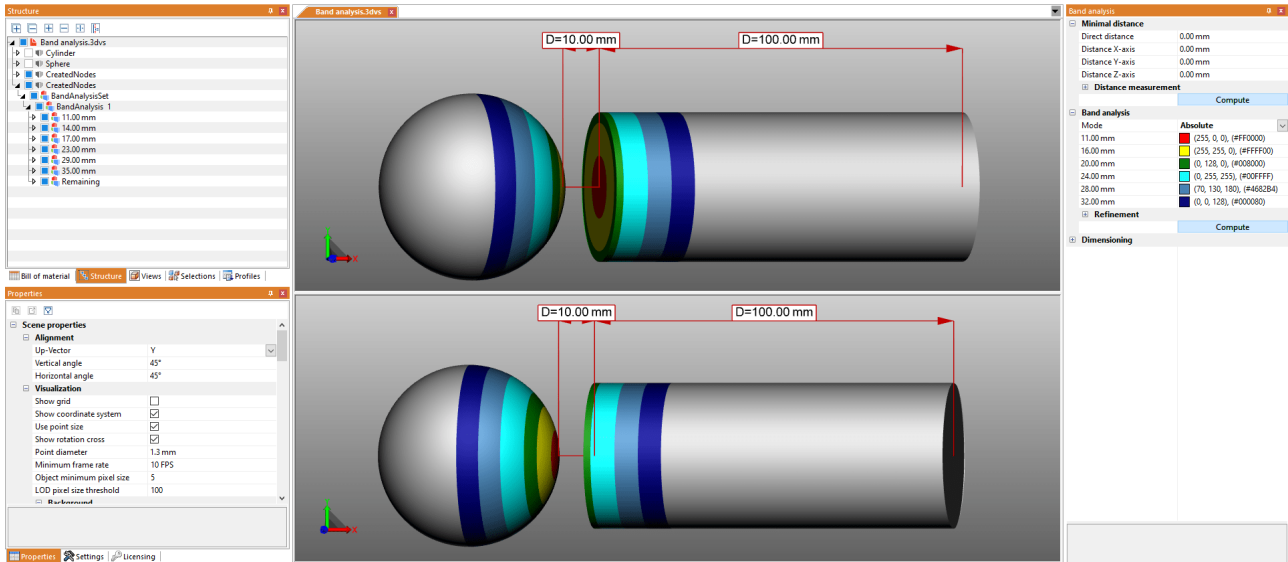 Structure
Band analysis.3dvs
Cylinder
Sphere
CreatedNodes
CreatedNodes
BandAnalysisSet
BandAnalysis 1
11.00 mm
14.00 mm
17.00 mm
23.00 mm
29.00 mm
35.00 mm
Remaining
Bill of material Structure Views Selections Profiles
Properties
Scene properties
Alignment
Up-Vector Y
Vertical angle 45°
Horizontal angle 45°
Visualization
Show grid
Show coordinate system
Use point size
Show rotation cross
Point diameter 1.3 mm
Minimum frame rate 10 FPS
Object minimum pixel size 5
LOD pixel size threshold 100
Background
Properties Settings Licensing
Band analysis.3dvs
D=10.00 mm D=100.00 mm
X
D=10.00 mm D=100.00 mm
X
Band analysis
Minimal distance
Direct distance 0.00 mm
Distance X-axis 0.00 mm
Distance Y-axis 0.00 mm
Distance Z-axis 0.00 mm
Distance measurement
Compute
Band analysis
Mode Absolute
11.00 mm (255, 0, 0), (#FF0000)
16.00 mm (255, 255, 0), (#FFFF00)
20.00 mm (0, 128, 0), (#008000)
24.00 mm (0, 255, 255), (#00FFFF)
28.00 mm (70, 130, 180), (#4682B4)
32.00 mm (0, 0, 128), (#000080)
Refinement
Compute
Dimensioning